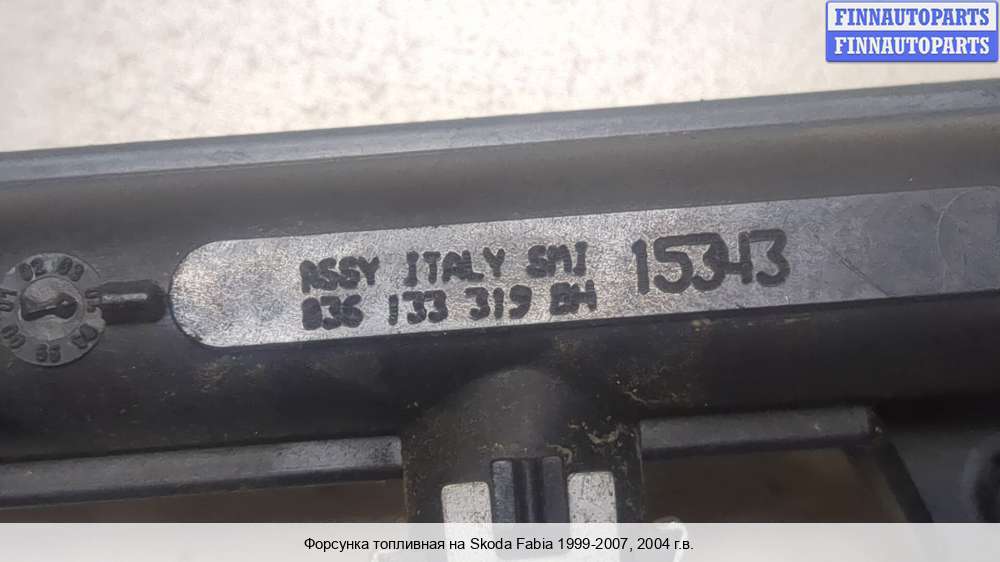 FINNAUTOPARTS
FINNAUTOPARTS
ASSY ITALY SMI 15343
036 133 319 BH
Форсунка топливная на Skoda Fabia 1999-2007, 2004 г.в.